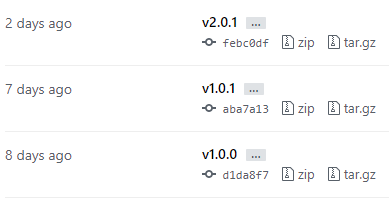 2 days ago v2.0.1 ...
febc0df zip tar.gz
7 days ago v1.0.1 ...
aba7a13 zip tar.gz
8 days ago v1.0.0 ...
d1da8f7 zip tar.gz